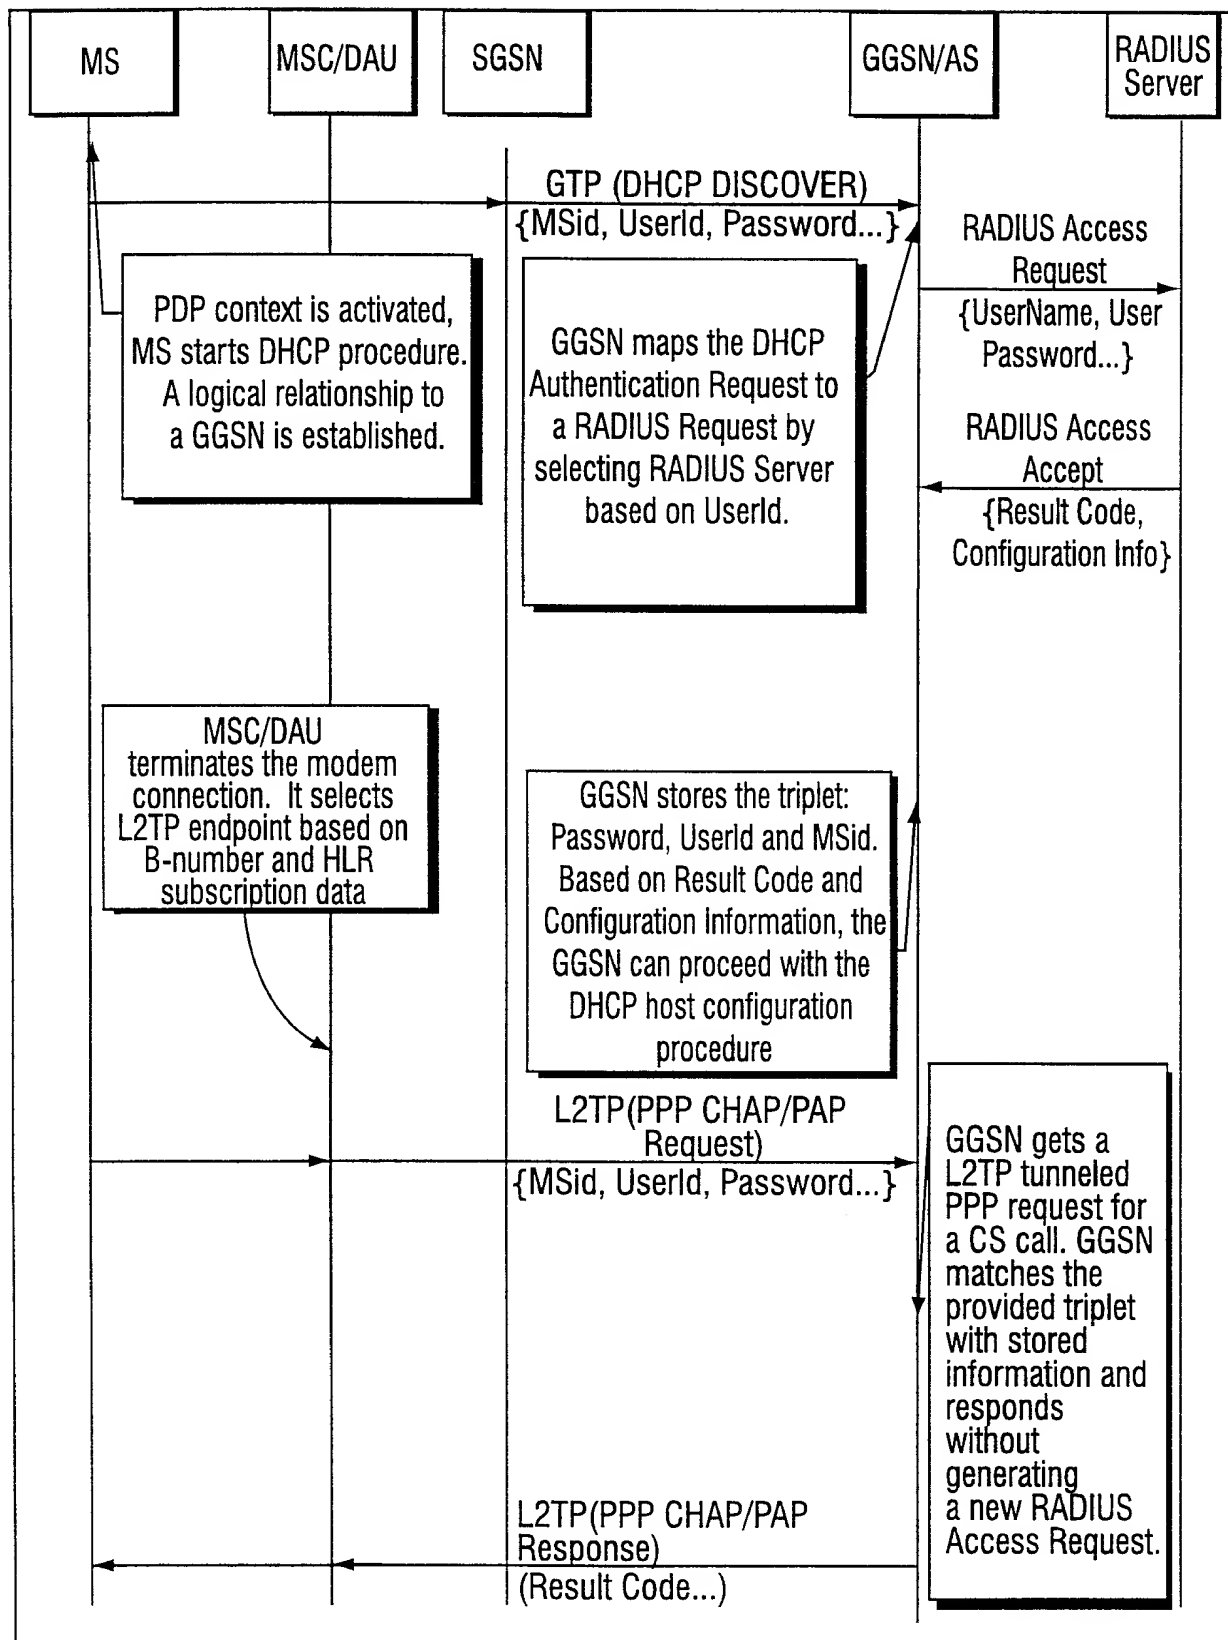 MS
MSC/DAU
SGSN
GGSN/AS
RADIUS
Server
GTP (DHCP DISCOVER)
{MSid, UserId, Password...}
RADIUS Access
Request
{UserName, User
Password...}
PDP context is activated,
MS starts DHCP procedure.
A logical relationship to
a GGSN is established.
GGSN maps the DHCP
Authentication Request to
a RADIUS Request by
selecting RADIUS Server
based on UserId.
RADIUS Access
Accept
{Result Code,
Configuration Info}
MSC/DAU
terminates the modem
connection. It selects
L2TP endpoint based on
B-number and HLR
subscription data
GGSN stores the triplet:
Password, UserId and MSid.
Based on Result Code and
Configuration Information, the
GGSN can proceed with the
DHCP host configuration
procedure
L2TP(PPP CHAP/PAP
Request)
{MSid, UserId, Password...}
GGSN gets a
L2TP tunneled
PPP request for
a CS call. GGSN
matches the
provided triplet
with stored
information and
responds
without
generating
a new RADIUS
Access Request.
L2TP(PPP CHAP/PAP
Response)
(Result Code...)